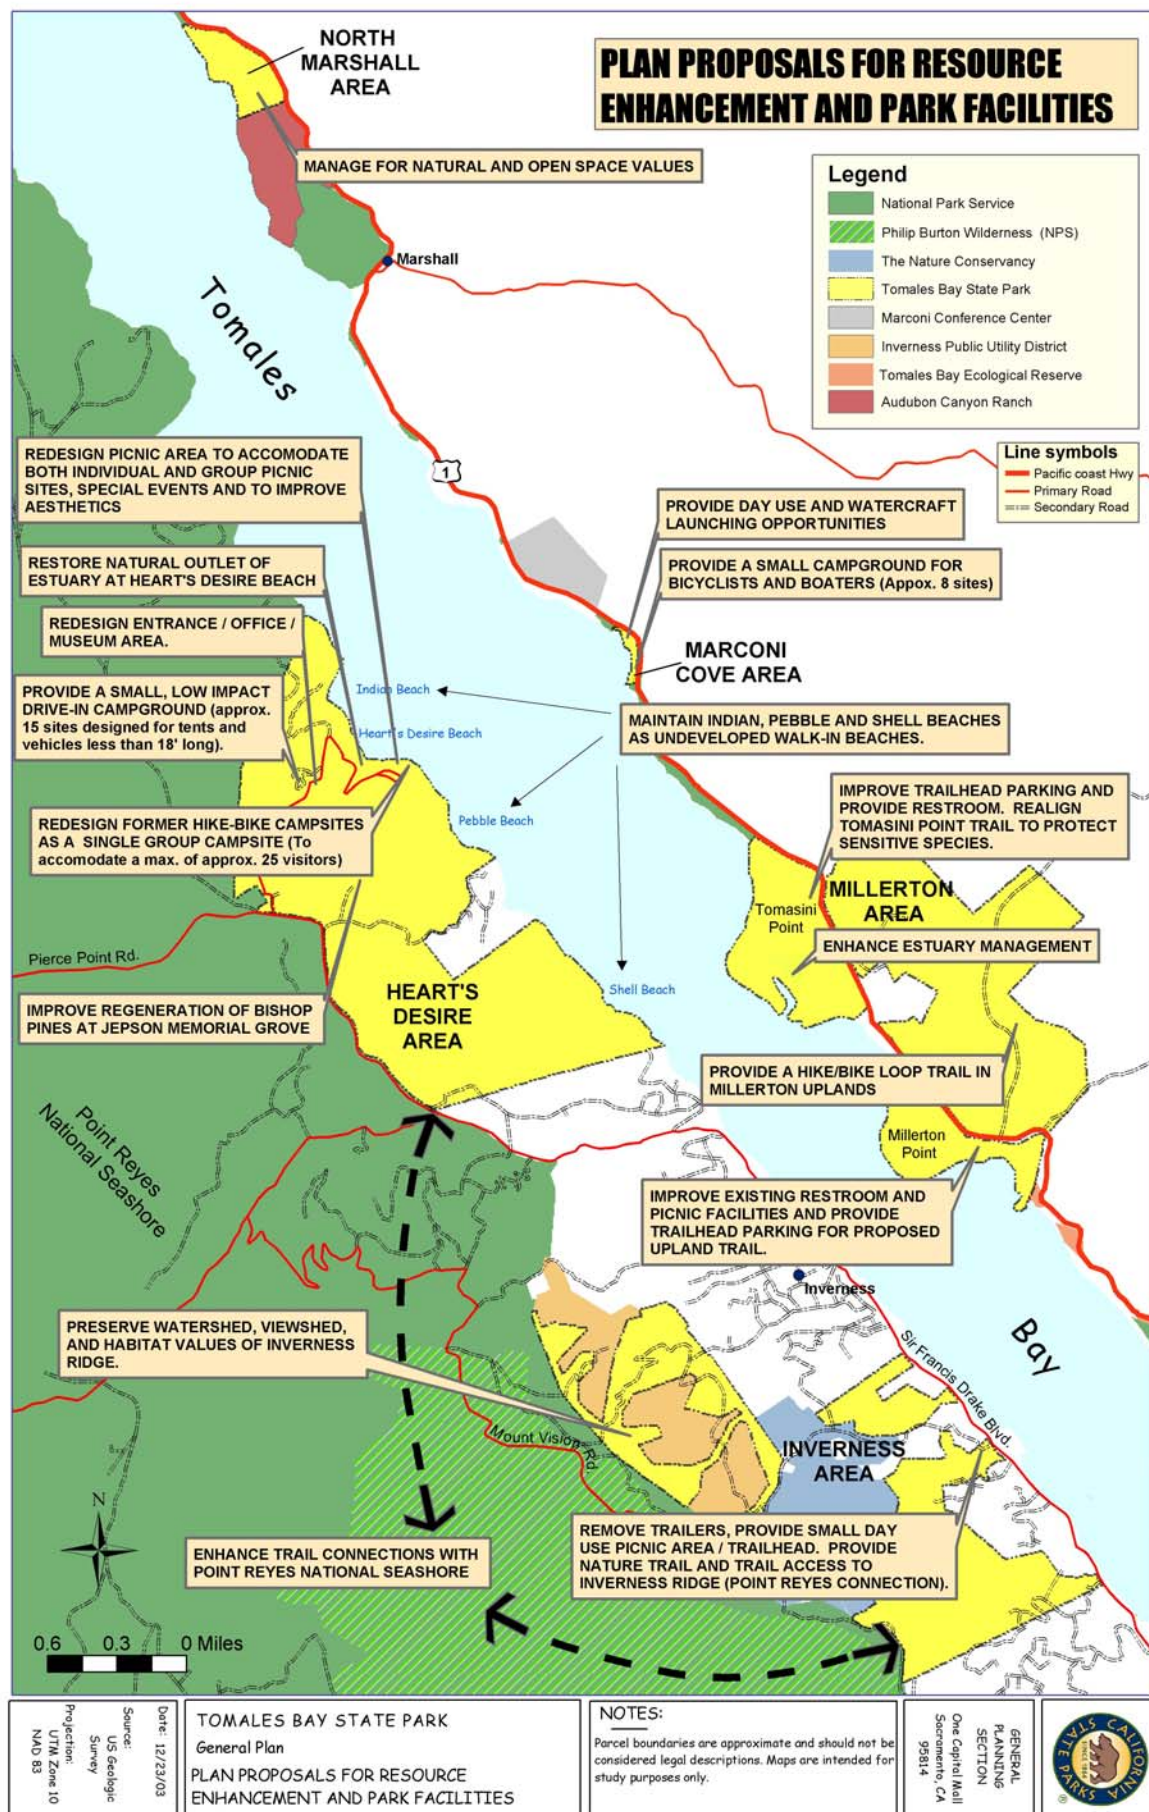 PLAN PROPOSALS FOR RESOURCE
ENHANCEMENT AND PARK FACILITIES
NORTH
MARSHALL
AREA
MANAGE FOR NATURAL AND OPEN SPACE VALUES
Legend
National Park Service
Philip Burton Wilderness (NPS)
The Nature Conservancy
Tomales Bay State Park
Marconi Conference Center
Inverness Public Utility District
Tomales Bay Ecological Reserve
Audubon Canyon Ranch
Line symbols
Pacific coast Hwy
Primary Road
Secondary Road
Marshall
Tomales
1
REDESIGN PICNIC AREA TO ACCOMODATE
BOTH INDIVIDUAL AND GROUP PICNIC
SITES, SPECIAL EVENTS AND TO IMPROVE
AESTHETICS
PROVIDE DAY USE AND WATERCRAFT
LAUNCHING OPPORTUNITIES
RESTORE NATURAL OUTLET OF
ESTUARY AT HEART'S DESIRE BEACH
PROVIDE A SMALL CAMPGROUND FOR
BICYCLISTS AND BOATERS (Appox. 8 sites)
REDESIGN ENTRANCE / OFFICE /
MUSEUM AREA.
MARCONI
COVE AREA
PROVIDE A SMALL, LOW IMPACT
DRIVE-IN CAMPGROUND (approx.
15 sites designed for tents and
vehicles less than 18' long).
Indian Beach
Heart's Desire Beach
MAINTAIN INDIAN, PEBBLE AND SHELL BEACHES
AS UNDEVELOPED WALK-IN BEACHES.
IMPROVE TRAILHEAD PARKING AND
PROVIDE RESTROOM. REALIGN
TOMASINI POINT TRAIL TO PROTECT
SENSITIVE SPECIES.
REDESIGN FORMER HIKE-BIKE CAMPSITES
AS A SINGLE GROUP CAMPSITE (To
accomodate a max. of approx. 25 visitors)
Pebble Beach
MILLERTON
AREA
Tomasini
Point
ENHANCE ESTUARY MANAGEMENT
Pierce Point Rd.
HEART'S
DESIRE
AREA
Shell Beach
IMPROVE REGENERATION OF BISHOP
PINES AT JEPSON MEMORIAL GROVE
PROVIDE A HIKE/BIKE LOOP TRAIL IN
MILLERTON UPLANDS
Point Reyes
National Seashore
Millerton
Point
IMPROVE EXISTING RESTROOM AND
PICNIC FACILITIES AND PROVIDE
TRAILHEAD PARKING FOR PROPOSED
UPLAND TRAIL.
Inverness
Bay
Sir Francis Drake Blvd.
PRESERVE WATERSHED, VIEWSHED,
AND HABITAT VALUES OF INVERNESS
RIDGE.
Mount Vision Rd.
INVERNESS
AREA
N
ENHANCE TRAIL CONNECTIONS WITH
POINT REYES NATIONAL SEASHORE
REMOVE TRAILERS, PROVIDE SMALL DAY
USE PICNIC AREA / TRAILHEAD. PROVIDE
NATURE TRAIL AND TRAIL ACCESS TO
INVERNESS RIDGE (POINT REYES CONNECTION).
0.6 0.3 0 Miles
Date: 12/23/03
Source:
US Geologic
Survey
Projection:
UTM Zone 10
NAD 83
TOMALES BAY STATE PARK
General Plan
PLAN PROPOSALS FOR RESOURCE
ENHANCEMENT AND PARK FACILITIES
NOTES:
Parcel boundaries are approximate and should not be
considered legal descriptions. Maps are intended for
study purposes only.
GENERAL
PLANNING
SECTION
One Capital Mall
Sacramento, CA
95814
CALIFORNIA
SINCE 1864
STATE PARKS
®